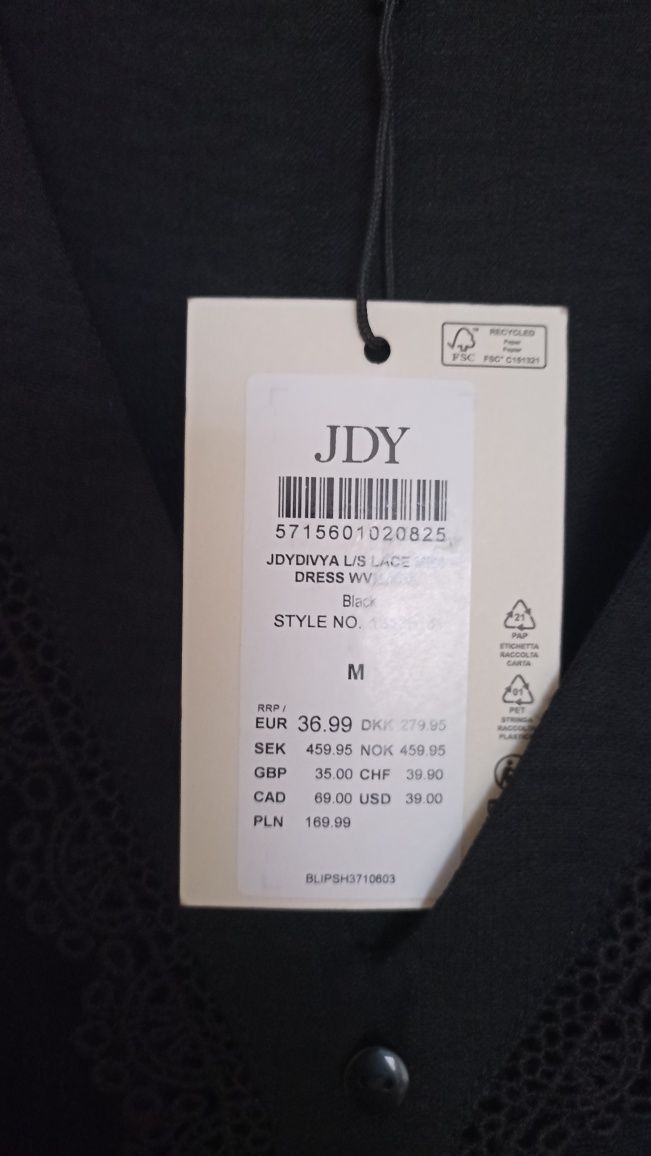 RECYCLED
Paper
Papier
FSC
FSC® C151321
JDY
5715601020825
JDYDIVYA L/S LACE
DRESS
Black
STYLE NO.
M
RRP /
EUR 36.99 DKK 279.95
SEK 459.95 NOK 459.95
GBP 35.00 CHF 39.90
CAD 69.00 USD 39.00
PLN 169.99
BLIPSH3710603
21
PAP
ETICHETTA
RACCOLTA
CARTA
01
PET
STRINGA
RACCOLTA